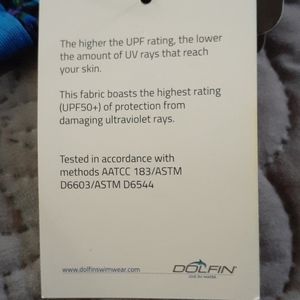 The higher the UPF rating, the lower
the amount of UV rays that reach
your skin.
This fabric boasts the highest rating
(UPF50+) of protection from
damaging ultraviolet rays.
Tested in accordance with
methods AATCC 183/ASTM
D6603/ASTM D6544
www.dolfinswimwear.com
DOLFIN